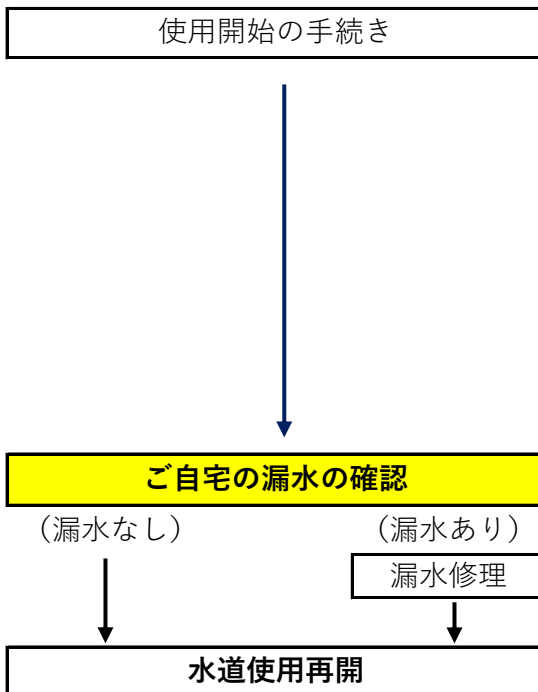 使用開始の手続き
ご自宅の漏水の確認
（漏水なし）
（漏水あり）
漏水修理
水道使用再開